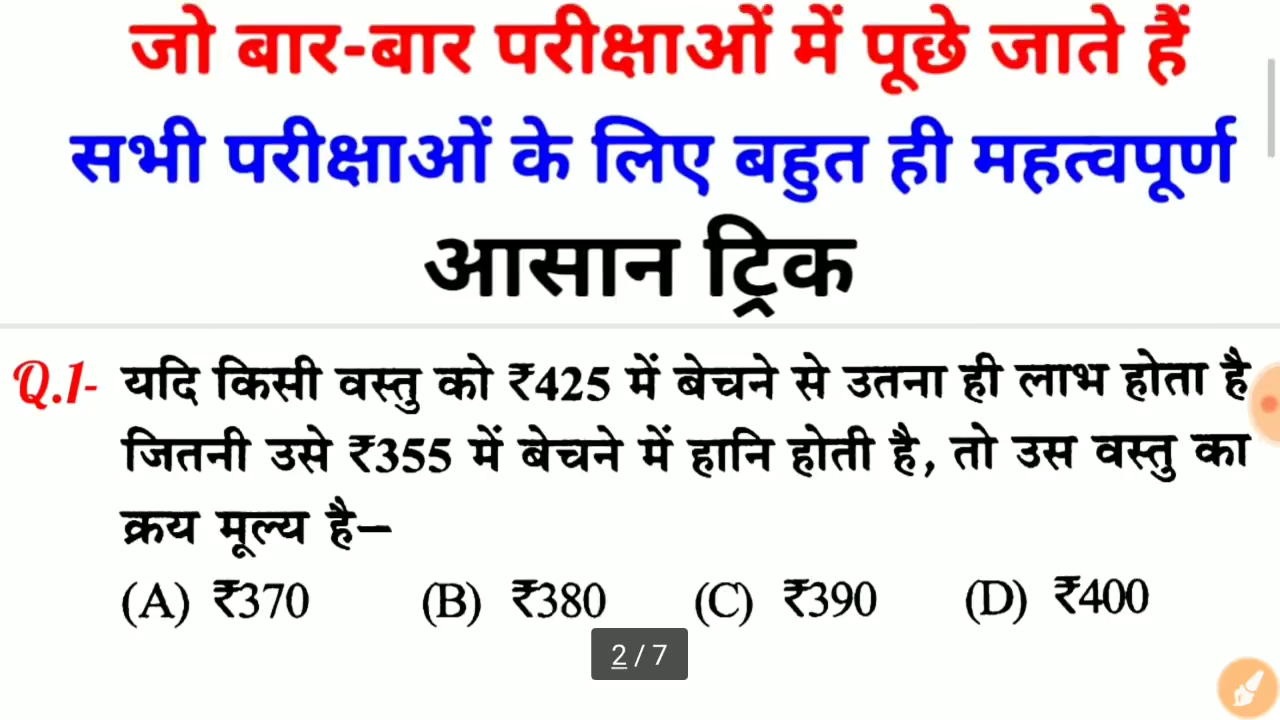 जो बार-बार परीक्षाओं में पूछे जाते हैं
सभी परीक्षाओं के लिए बहुत ही महत्वपूर्ण
आसान ट्रिक
Q.1- यदि किसी वस्तु को ₹425 में बेचने से उतना ही लाभ होता है
जितनी उसे ₹355 में बेचने में हानि होती है, तो उस वस्तु का
क्रय मूल्य है–
(A) ₹370 (B) ₹380 (C) ₹390 (D) ₹400
2 / 7